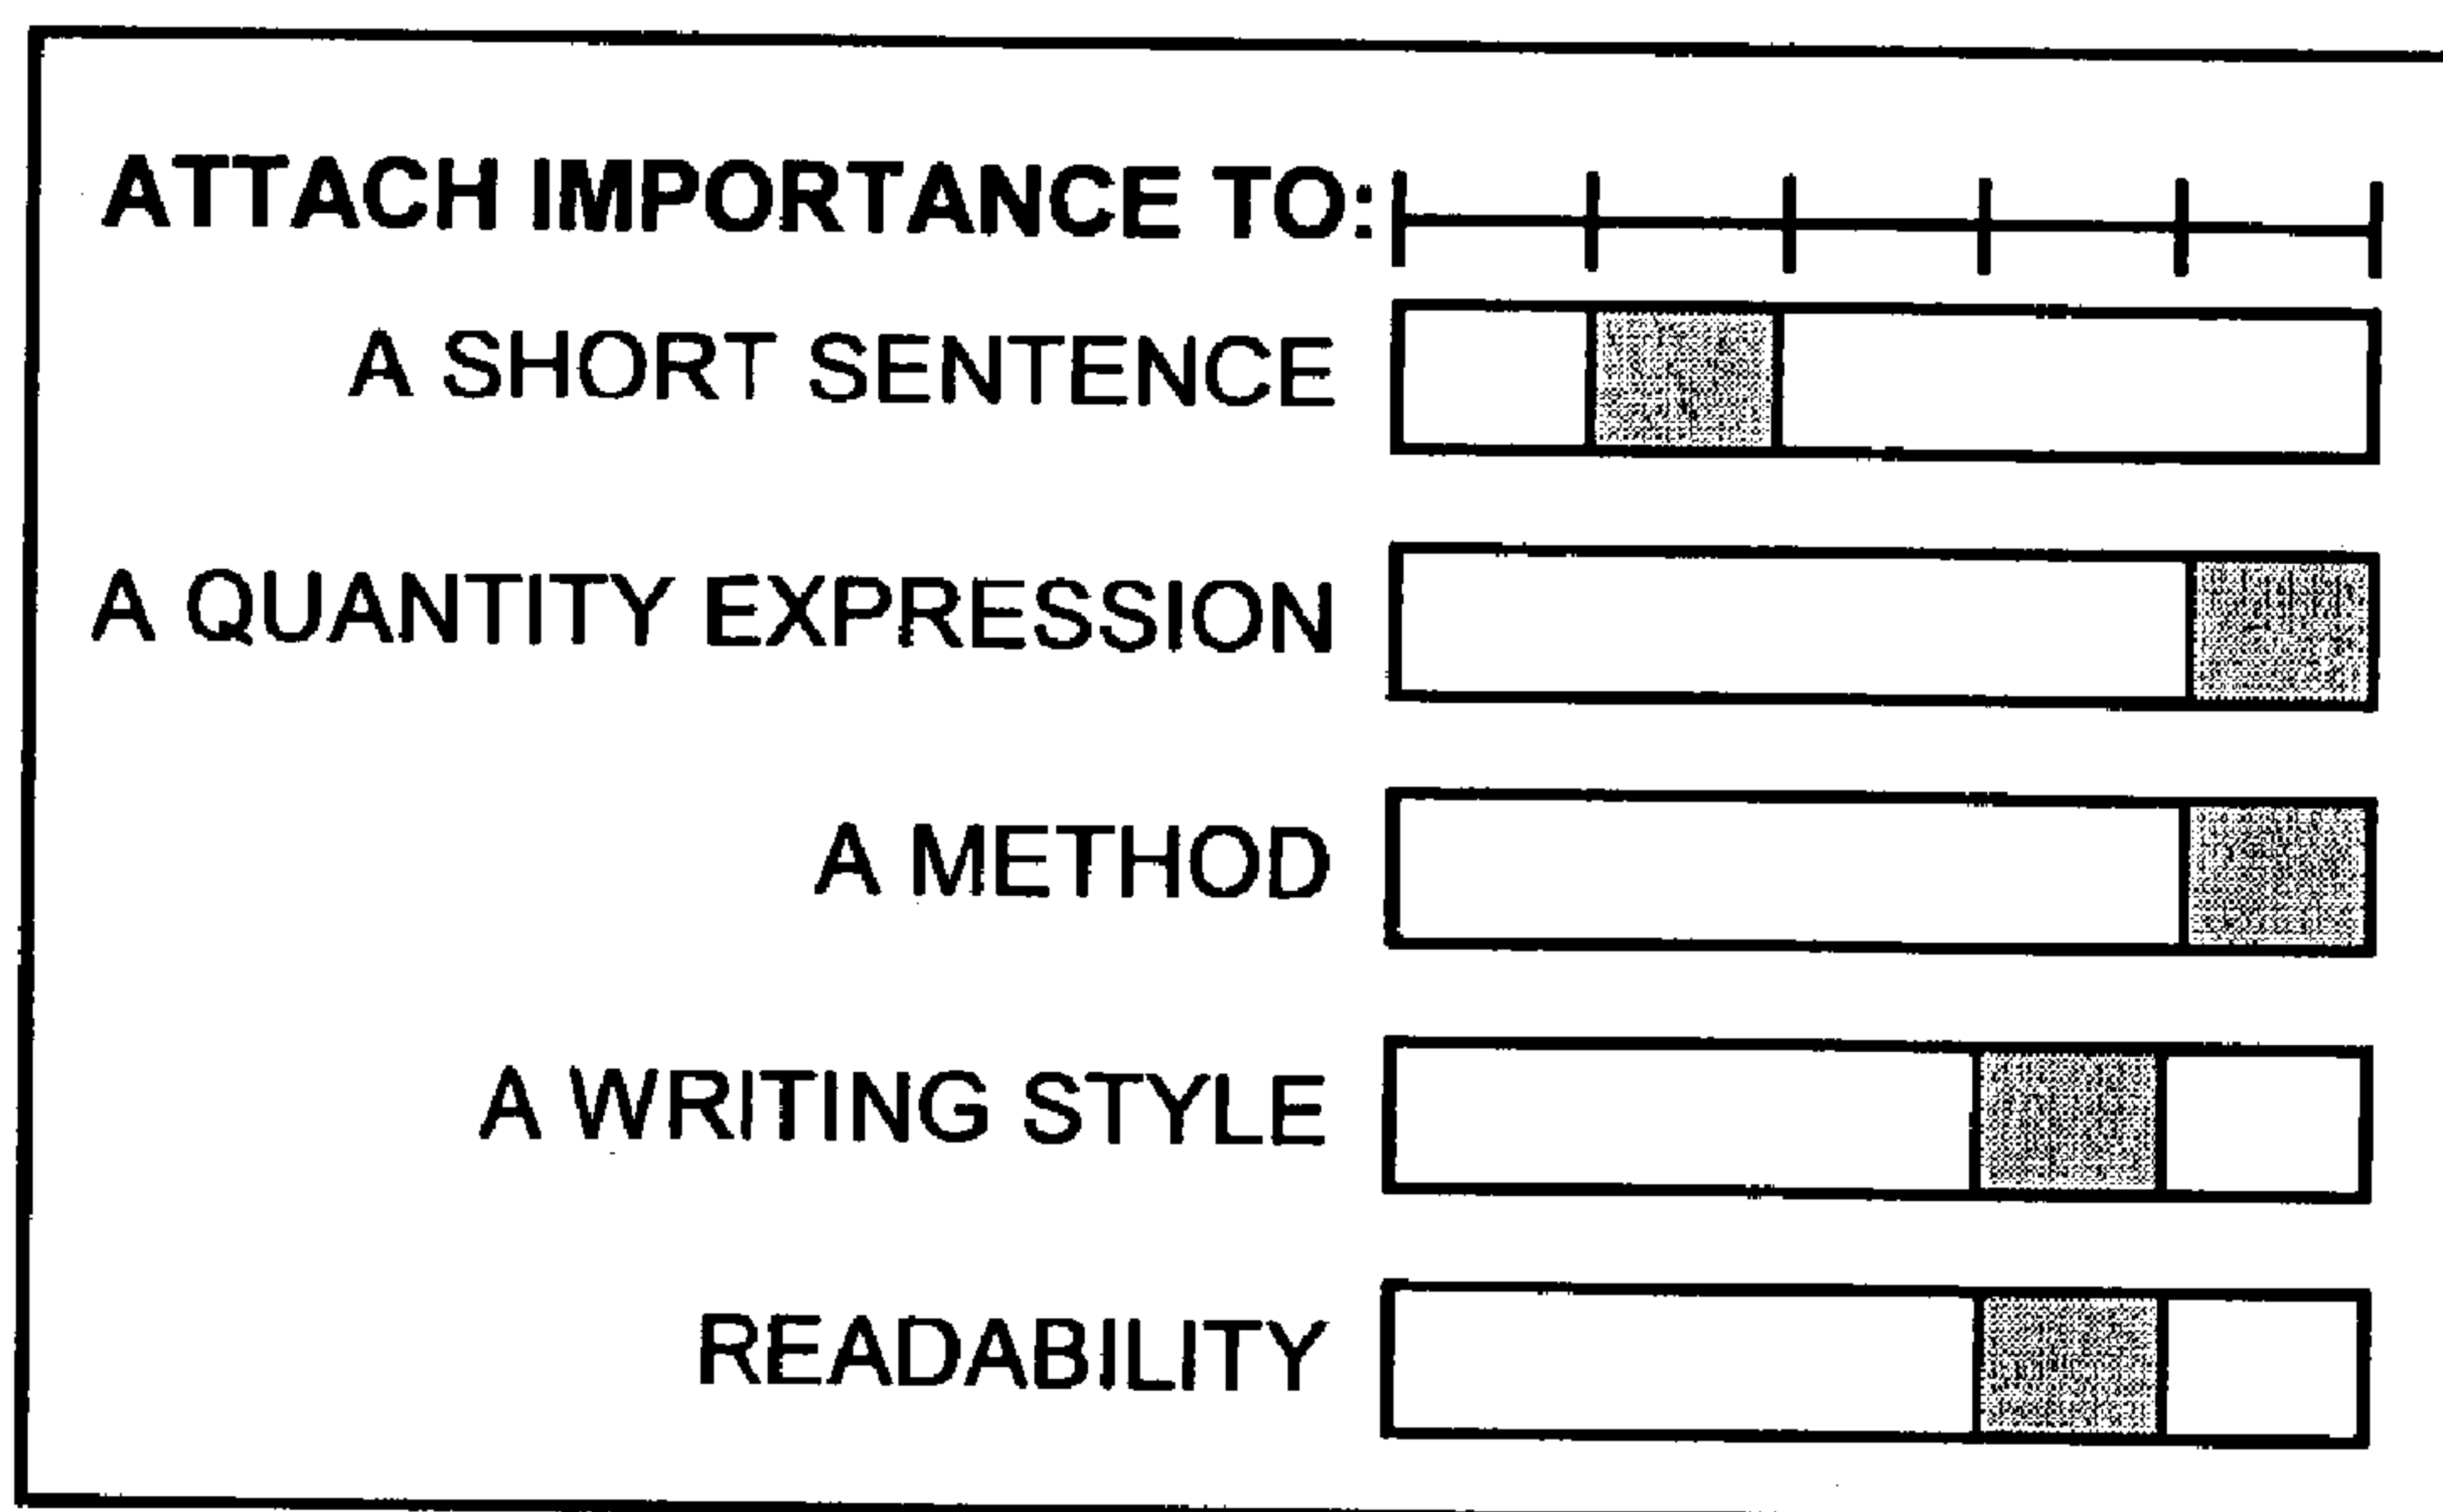 ATTACH IMPORTANCE TO:
A SHORT SENTENCE
A QUANTITY EXPRESSION
A METHOD
A WRITING STYLE
READABILITY